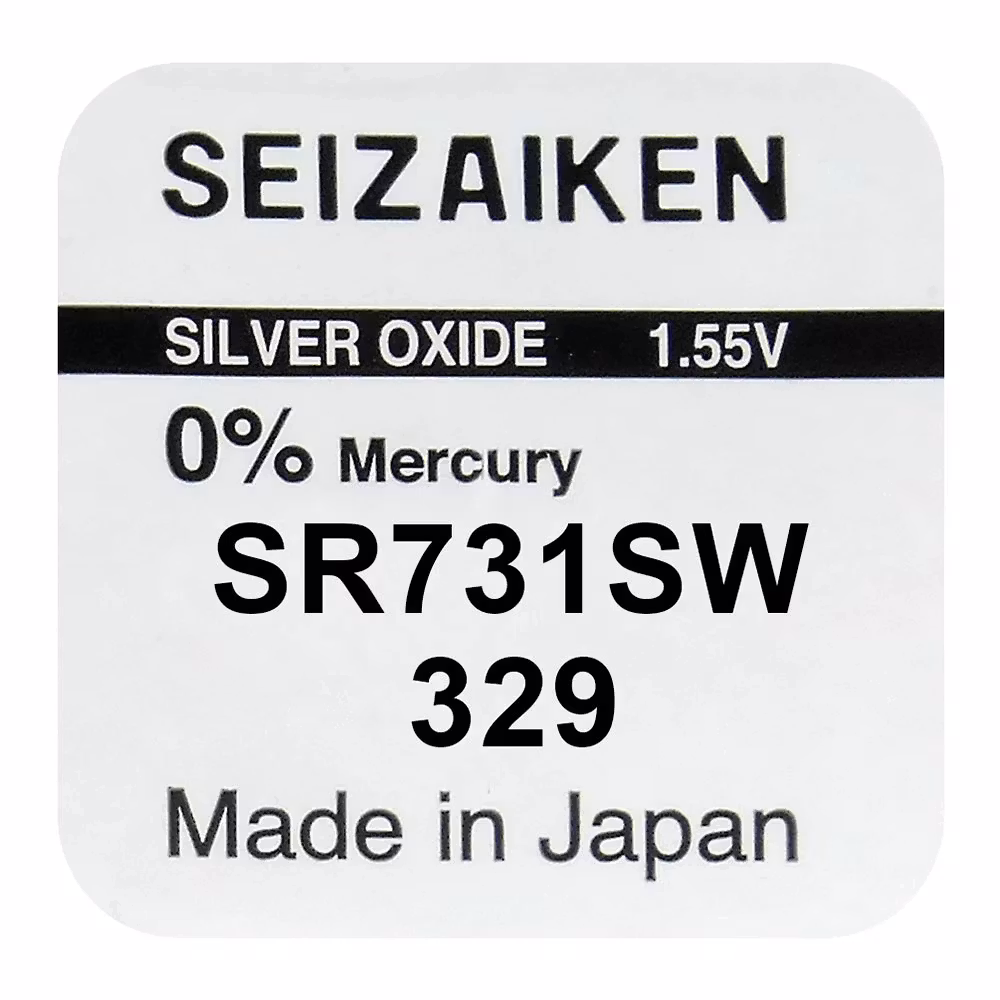 SEIZAIKEN
SILVER OXIDE 1.55V
0% Mercury
SR731SW
329
Made in Japan